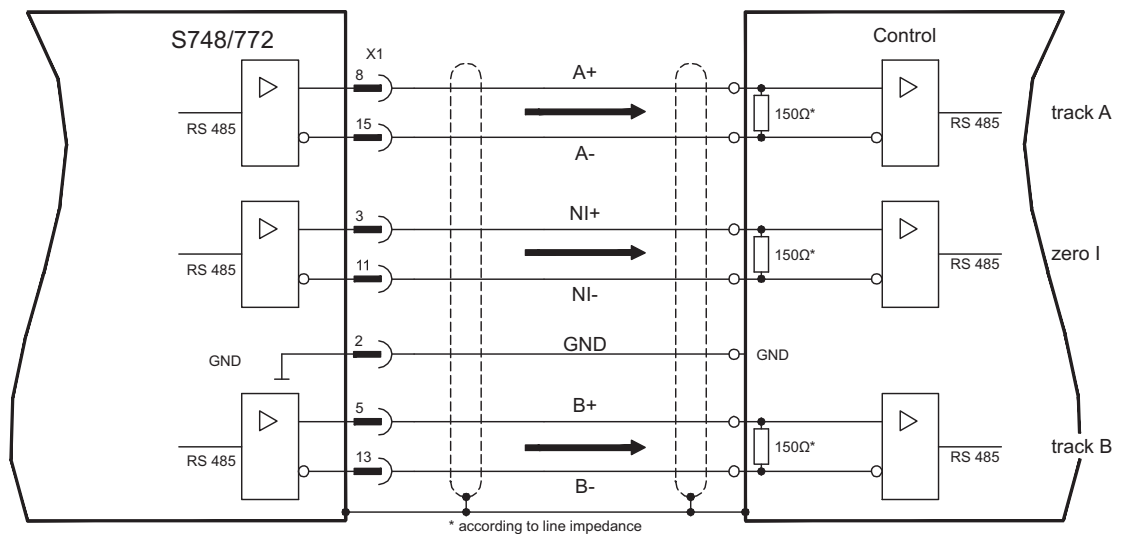 S748/772
X1
Control
8
A+
RS 485
150Ω*
RS 485
track A
15
A-
3
NI+
RS 485
150Ω*
RS 485
zero I
11
NI-
GND
2
GND
GND
5
B+
RS 485
150Ω*
RS 485
track B
13
B-
* according to line impedance